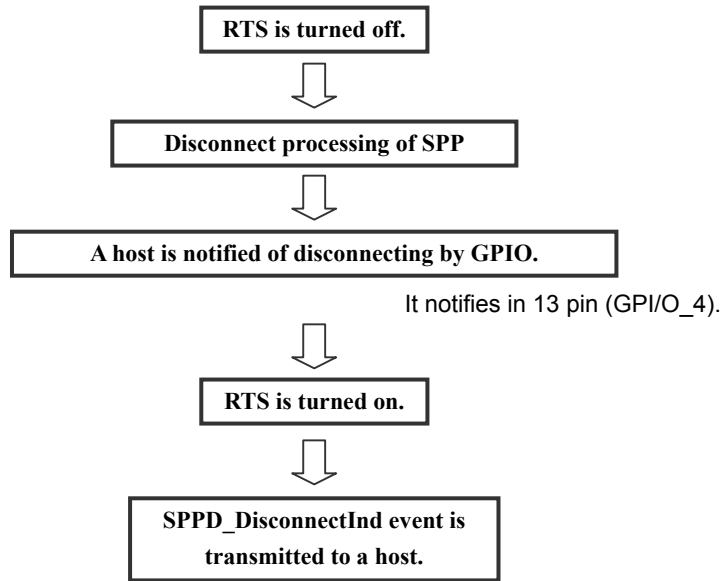 RTS is turned off.
Disconnect processing of SPP
A host is notified of disconnecting by GPIO.
It notifies in 13 pin (GPI/O_4).
RTS is turned on.
SPPD_DisconnectInd event is
transmitted to a host.